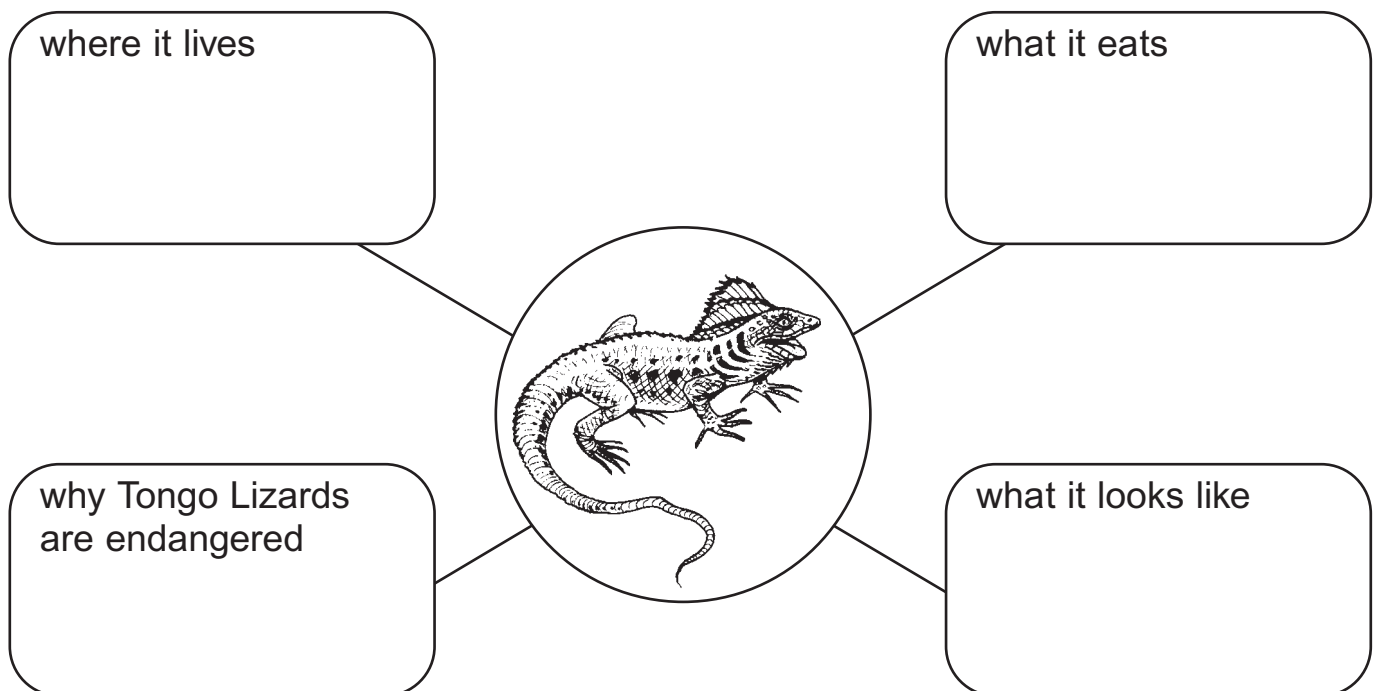 where it lives
what it eats
why Tongo Lizards
are endangered
what it looks like